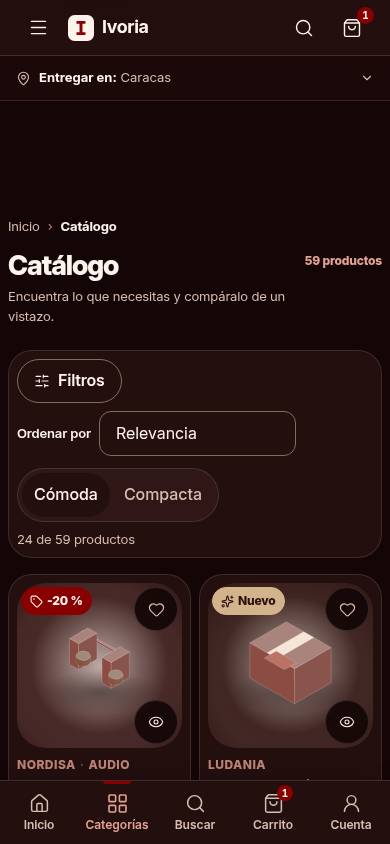 I Ivoria
1
Entregar en: Caracas
Inicio › Catálogo
Catálogo
59 productos
Encuentra lo que necesitas y compáralo de un
vistazo.
Filtros
Ordenar por Relevancia
Cómoda Compacta
24 de 59 productos
-20 %
Nuevo
NORDISA · AUDIO
LUDANIA
1
Inicio Categorías Buscar Carrito Cuenta